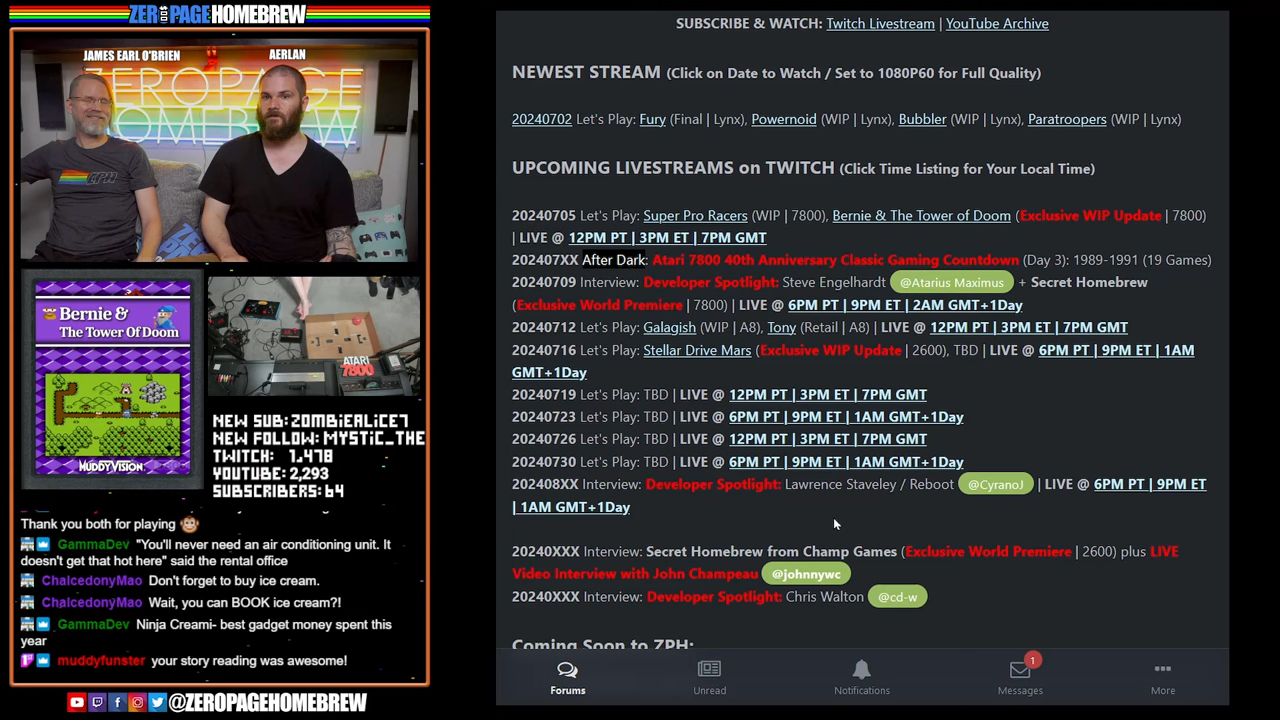 ZEROPAGE HOMEBREW
JAMES EARL O'BRIEN
AERLAN
ZEROPAGE
HOMEBREW
ZPH
Bernie &
The Tower Of Doom
MUDDYVISION
ATARI
7800
NEW SUB: ZOMBIEALICE7
NEW FOLLOW: MYSTIC_THE
TWITCH: 1,478
YOUTUBE: 2,293
SUBSCRIBERS: 64
Thank you both for playing
GammaDev "You'll never need an air conditioning unit. It
doesn't get that hot here" said the rental office
ChalcedonyMao Don't forget to buy ice cream.
ChalcedonyMao Wait, you can BOOK ice cream?!
GammaDev Ninja Creami- best gadget money spent this
year
muddyfunster your story reading was awesome!
@ZEROPAGEHOMEBREW
SUBSCRIBE & WATCH: Twitch Livestream | YouTube Archive
NEWEST STREAM (Click on Date to Watch / Set to 1080P60 for Full Quality)
20240702 Let's Play: Fury (Final | Lynx), Powernoid (WIP | Lynx), Bubbler (WIP | Lynx), Paratroopers (WIP | Lynx)
UPCOMING LIVESTREAMS on TWITCH (Click Time Listing for Your Local Time)
20240705 Let's Play: Super Pro Racers (WIP | 7800), Bernie & The Tower of Doom (Exclusive WIP Update | 7800)
| LIVE @ 12PM PT | 3PM ET | 7PM GMT
202407XX After Dark: Atari 7800 40th Anniversary Classic Gaming Countdown (Day 3): 1989-1991 (19 Games)
20240709 Interview: Developer Spotlight: Steve Engelhardt @Atarius Maximus + Secret Homebrew
(Exclusive World Premiere | 7800) | LIVE @ 6PM PT | 9PM ET | 2AM GMT+1Day
20240712 Let's Play: Galagish (WIP | A8), Tony (Retail | A8) | LIVE @ 12PM PT | 3PM ET | 7PM GMT
20240716 Let's Play: Stellar Drive Mars (Exclusive WIP Update | 2600), TBD | LIVE @ 6PM PT | 9PM ET | 1AM
GMT+1Day
20240719 Let's Play: TBD | LIVE @ 12PM PT | 3PM ET | 7PM GMT
20240723 Let's Play: TBD | LIVE @ 6PM PT | 9PM ET | 1AM GMT+1Day
20240726 Let's Play: TBD | LIVE @ 12PM PT | 3PM ET | 7PM GMT
20240730 Let's Play: TBD | LIVE @ 6PM PT | 9PM ET | 1AM GMT+1Day
202408XX Interview: Developer Spotlight: Lawrence Staveley / Reboot @CyranoJ | LIVE @ 6PM PT | 9PM ET
| 1AM GMT+1Day
20240XXX Interview: Secret Homebrew from Champ Games (Exclusive World Premiere | 2600) plus LIVE
Video Interview with John Champeau @johnnywc
20240XXX Interview: Developer Spotlight: Chris Walton @cd-w
Coming Soon to ZPH:
1
Forums
Unread
Notifications
Messages
More